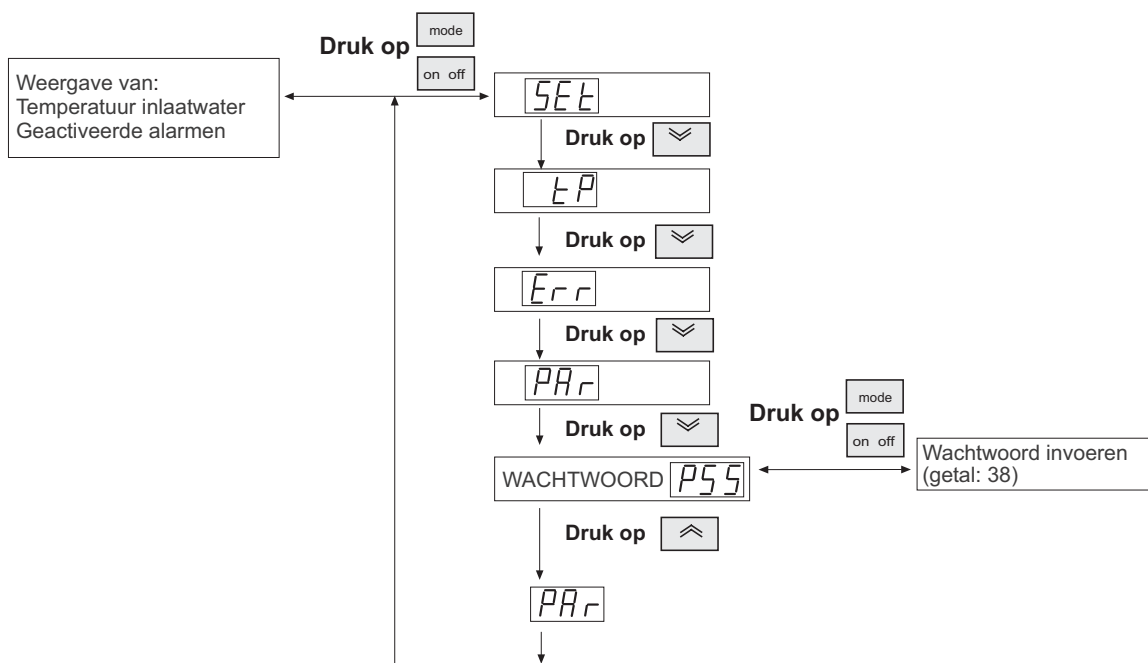 Druk op mode
on off
Weergave van:
Temperatuur inlaatwater
Geactiveerde alarmen
SEt
Druk op
tP
Druk op
Err
Druk op
PAr
Druk op
Druk op mode
on off
WACHTWOORD PSS
Wachtwoord invoeren
(getal: 38)
Druk op
PAr